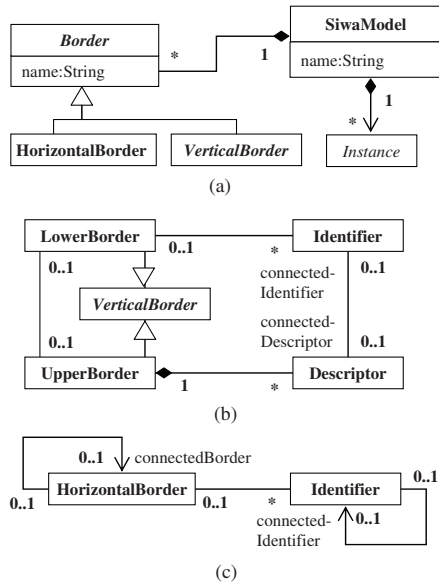 Border
name:String
*
1
SiwaModel
name:String
1
*
HorizontalBorder
VerticalBorder
Instance
(a)
LowerBorder
0..1
*
Identifier
0..1
connected-
Identifier
0..1
VerticalBorder
connected-
Descriptor
0..1
0..1
UpperBorder
1
*
Descriptor
(b)
0..1
connectedBorder
0..1
HorizontalBorder
0..1
*
Identifier
0..1
connected-
Identifier
0..1
(c)